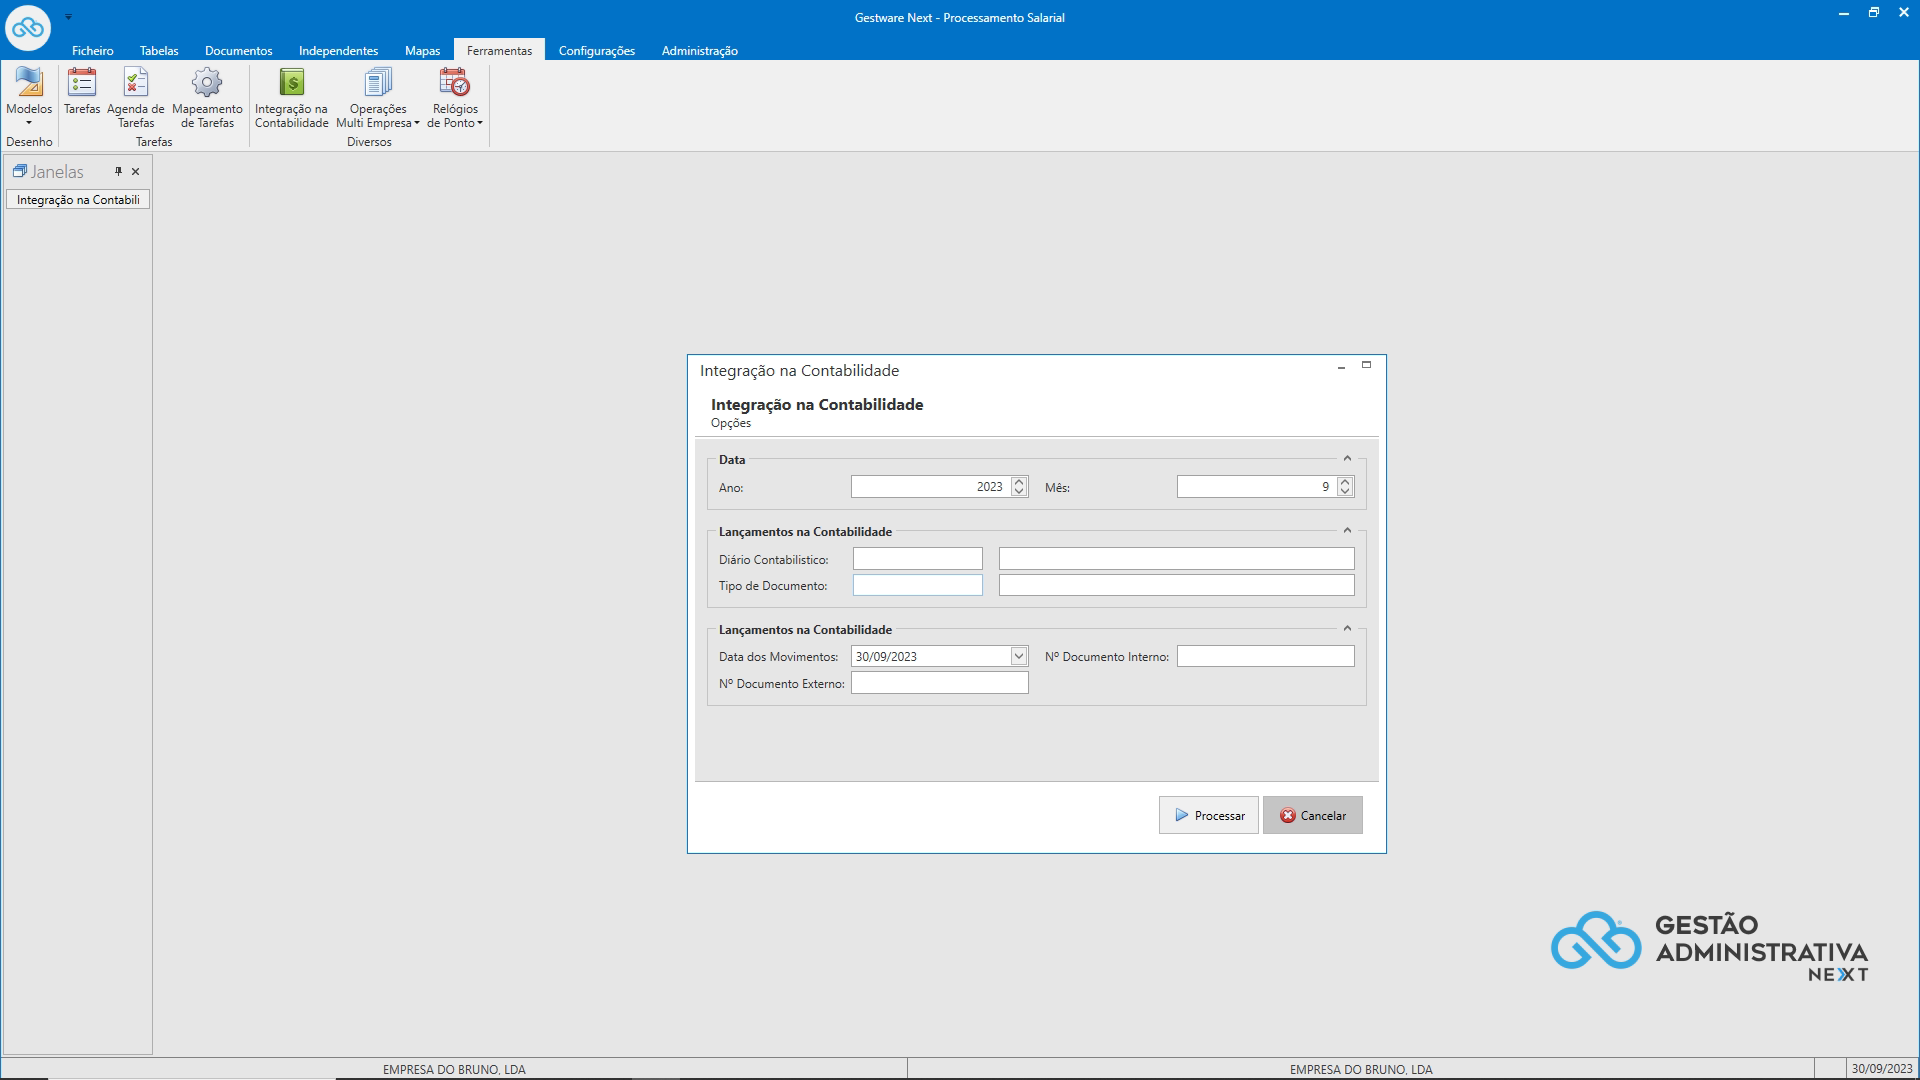 Gestware Next - Processamento Salarial
Ficheiro Tabelas Documentos Independentes Mapas Ferramentas Configurações Administração
Modelos
Tarefas
Agenda de Tarefas
Mapeamento de Tarefas
Integração na Contabilidade
Operações Multi Empresa
Relógios de Ponto
Desenho Tarefas Diversos
Janelas
Integração na Contabili
Integração na Contabilidade
Integração na Contabilidade
Opções
Data
Ano: 2023 Mês: 9
Lançamentos na Contabilidade
Diário Contabilistico:
Tipo de Documento:
Lançamentos na Contabilidade
Data dos Movimentos: 30/09/2023 Nº Documento Interno:
Nº Documento Externo:
Processar Cancelar
GESTÃO
ADMINISTRATIVA
NEXT
EMPRESA DO BRUNO, LDA EMPRESA DO BRUNO, LDA 30/09/2023